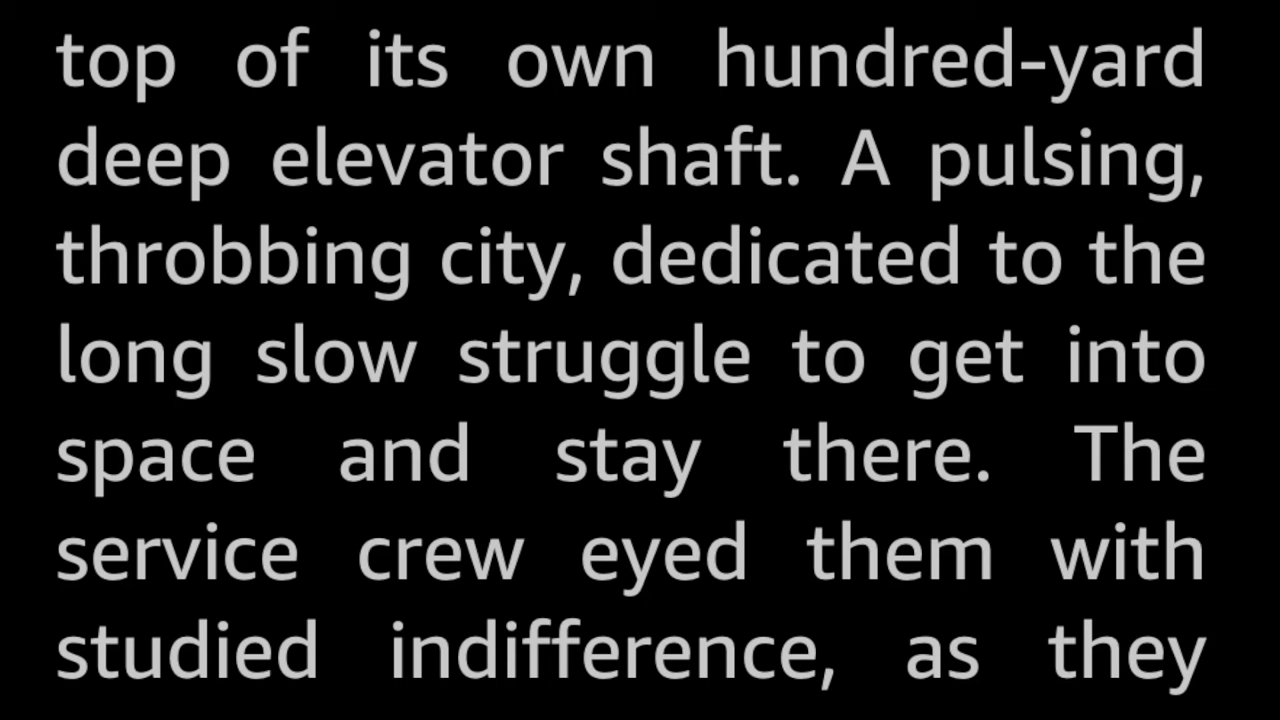 top of its own hundred-yard
deep elevator shaft. A pulsing,
throbbing city, dedicated to the
long slow struggle to get into
space and stay there. The
service crew eyed them with
studied indifference, as they